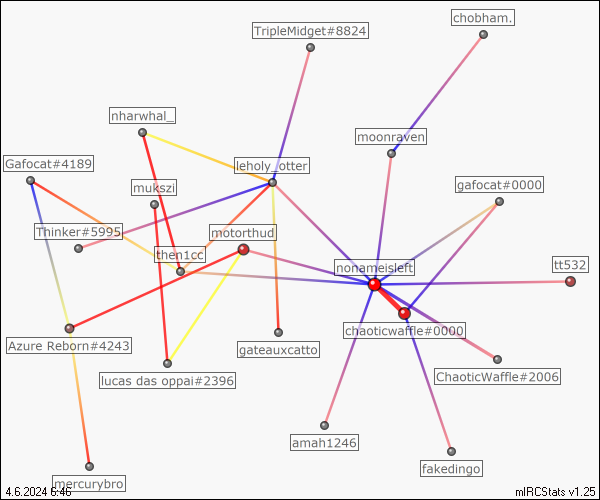 chobham.
TripleMidget#8824
nharwhal_
moonraven
Gafocat#4189
leholy_otter
mukszi
gafocat#0000
Thinker#5995
motorthud
then1cc
nonameisleft
tt532
chaoticwaffle#0000
Azure Reborn#4243
gateauxcatto
lucas das oppai#2396
ChaoticWaffle#2006
amah1246
fakedingo
mercurybro
4.6.2024 6:46
mIRCStats v1.25